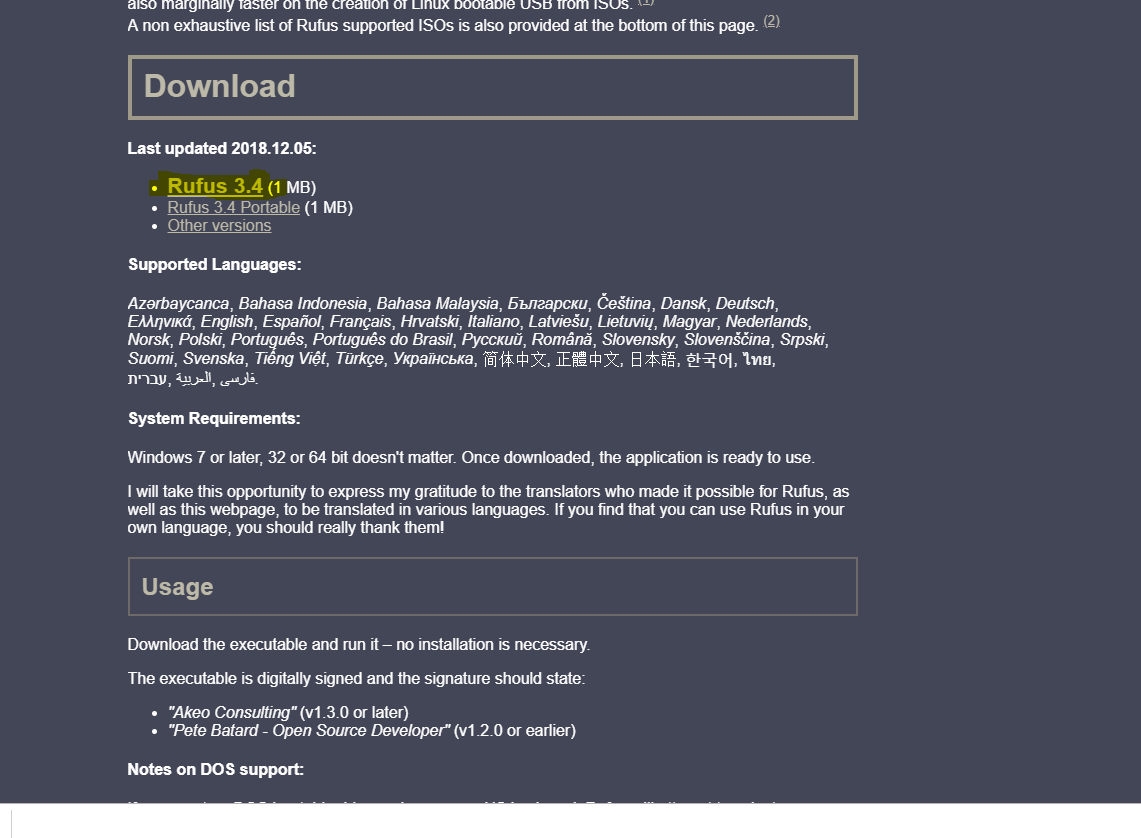 also marginally faster on the creation of Linux bootable USB from ISOs. (1)
A non exhaustive list of Rufus supported ISOs is also provided at the bottom of this page. (2)
Download
Last updated 2018.12.05:
• Rufus 3.4 (1 MB)
• Rufus 3.4 Portable (1 MB)
• Other versions
Supported Languages:
Azərbaycanca, Bahasa Indonesia, Bahasa Malaysia, Български, Čeština, Dansk, Deutsch,
Ελληνικά, English, Español, Français, Hrvatski, Italiano, Latviešu, Lietuvių, Magyar, Nederlands,
Norsk, Polski, Português, Português do Brasil, Русский, Română, Slovensky, Slovenščina, Srpski,
Suomi, Svenska, Tiếng Việt, Türkçe, Українська, 简体中文, 正體中文, 日本語, 한국어, ไทย,
עברית, العربية, فارسی.
System Requirements:
Windows 7 or later, 32 or 64 bit doesn't matter. Once downloaded, the application is ready to use.
I will take this opportunity to express my gratitude to the translators who made it possible for Rufus, as
well as this webpage, to be translated in various languages. If you find that you can use Rufus in your
own language, you should really thank them!
Usage
Download the executable and run it – no installation is necessary.
The executable is digitally signed and the signature should state:
• "Akeo Consulting" (v1.3.0 or later)
• "Pete Batard - Open Source Developer" (v1.2.0 or earlier)
Notes on DOS support: